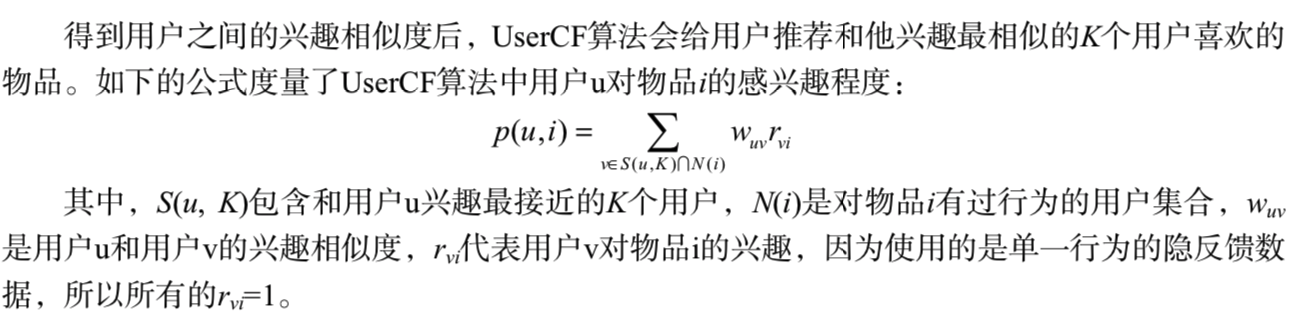 得到用户之间的兴趣相似度后，UserCF算法会给用户推荐和他兴趣最相似的K个用户喜欢的
物品。如下的公式度量了UserCF算法中用户u对物品i的感兴趣程度：
p(u,i) = ∑_{v∈S(u,K)∩N(i)} w_{uv}r_{vi}
其中，S(u, K)包含和用户u兴趣最接近的K个用户，N(i)是对物品i有过行为的用户集合，w_{uv}
是用户u和用户v的兴趣相似度，r_{vi}代表用户v对物品i的兴趣，因为使用的是单一行为的隐反馈数
据，所以所有的r_{vi}=1。